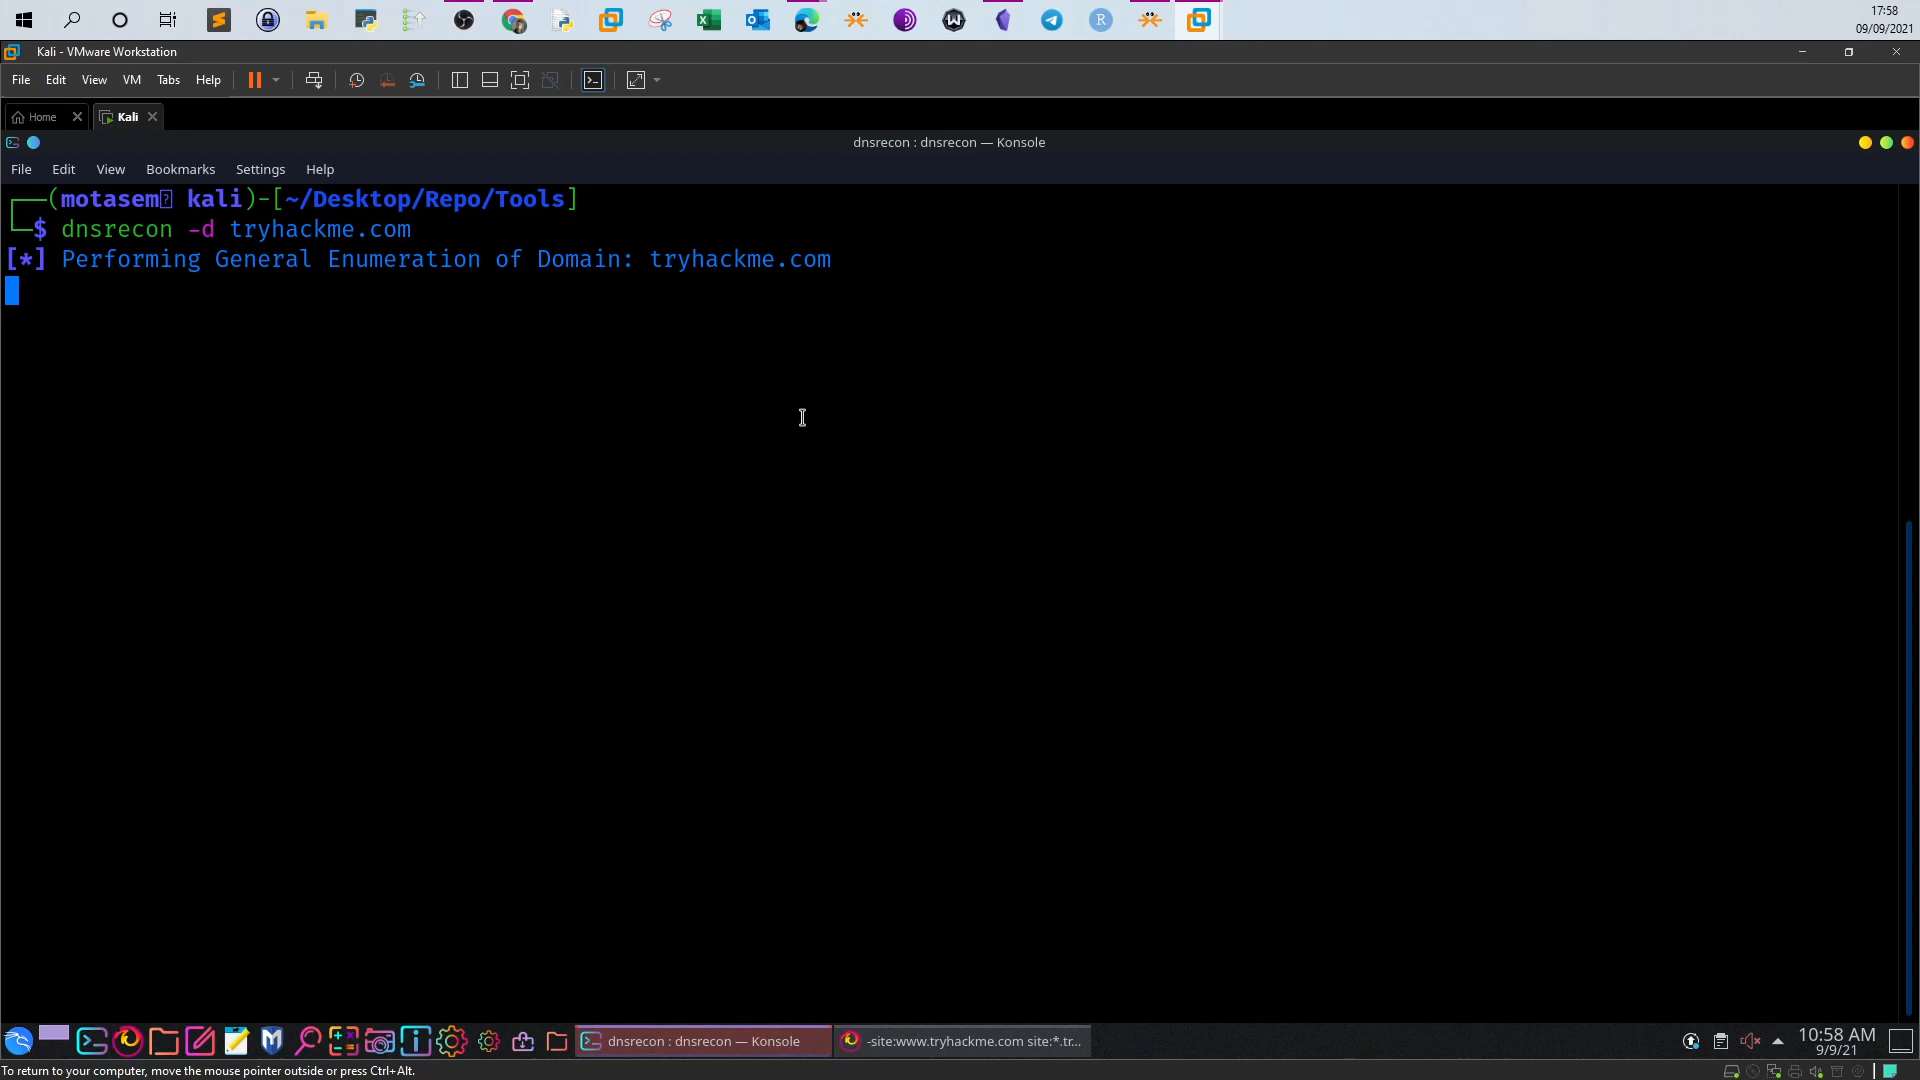 17:58
09/09/2021
Kali - VMware Workstation
File Edit View VM Tabs Help
Home Kali
dnsrecon : dnsrecon — Konsole
File Edit View Bookmarks Settings Help
(motasem kali)-[~/Desktop/Repo/Tools]
$ dnsrecon -d tryhackme.com
[*] Performing General Enumeration of Domain: tryhackme.com
dnsrecon : dnsrecon — Konsole
-site:www.tryhackme.com site:*.tr...
10:58 AM
9/9/21
To return to your computer, move the mouse pointer outside or press Ctrl+Alt.